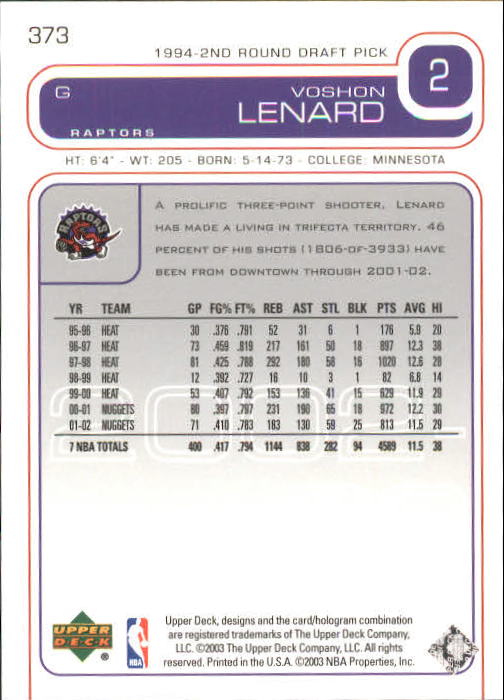 373
1994-2ND ROUND DRAFT PICK
2
G
VOSHON
LENARD
RAPTORS
HT: 6'4" - WT: 205 - BORN: 5-14-73 - COLLEGE: MINNESOTA
RAPTORS
A PROLIFIC THREE-POINT SHOOTER, LENARD
HAS MADE A LIVING IN TRIFECTA TERRITORY. 46
PERCENT OF HIS SHOTS (1806-OF-3933) HAVE
BEEN FROM DOWNTOWN THROUGH 2001-02.
YR TEAM GP FG% FT% REB AST STL BLK PTS AVG HI
95-96 HEAT 30 .376 .791 52 31 6 1 176 5.9 20
96-97 HEAT 73 .459 .819 217 161 50 18 897 12.3 38
97-98 HEAT 81 .425 .788 292 180 58 16 1020 12.6 28
98-99 HEAT 12 .392 .727 16 10 3 1 82 6.8 14
99-00 HEAT 53 .407 .792 153 136 41 15 629 11.9 29
00-01 NUGGETS 80 .397 .797 231 190 65 18 972 12.2 30
01-02 NUGGETS 71 .410 .783 183 130 59 25 813 11.5 29
7 NBA TOTALS 400 .417 .794 1144 838 282 94 4589 11.5 38
2002-
UPPER
DECK
®
NBA
Upper Deck, designs and the card/hologram combination
are registered trademarks of The Upper Deck Company,
LLC. ©2003 The Upper Deck Company, LLC. All rights
reserved. Printed in the U.S.A. ©2003 NBA Properties, Inc.